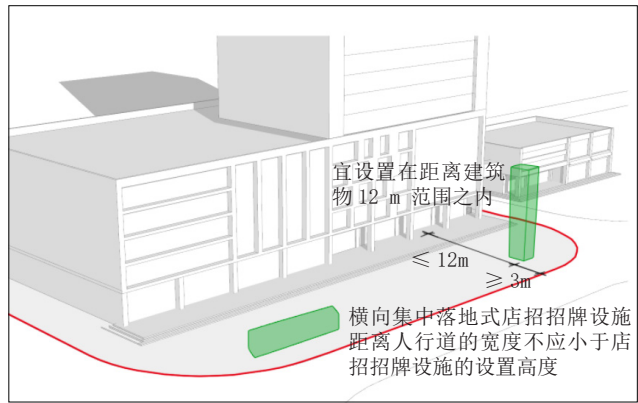 宜设置在距离建筑
物 12 m 范围之内
≤ 12m
≥ 3m
横向集中落地式店招招牌设施
距离人行道的宽度不应小于店
招招牌设施的设置高度